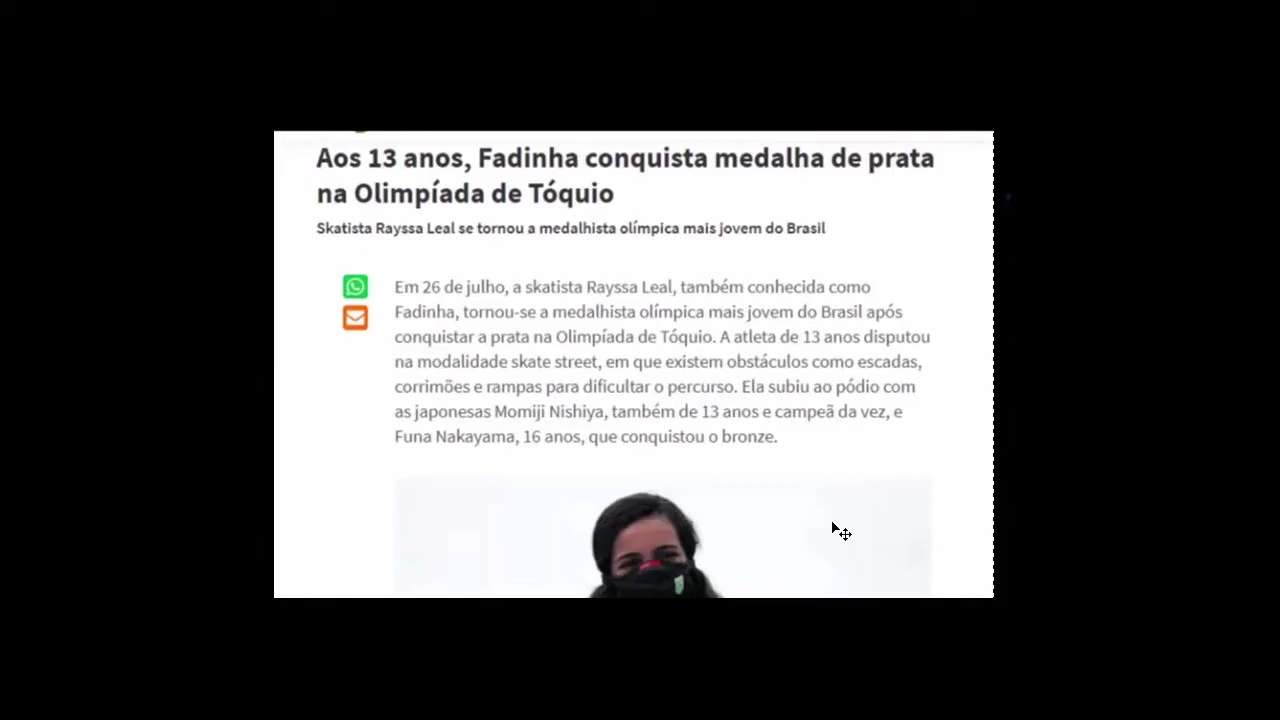 Aos 13 anos, Fadinha conquista medalha de prata
na Olimpíada de Tóquio
Skatista Rayssa Leal se tornou a medalhista olímpica mais jovem do Brasil
Em 26 de julho, a skatista Rayssa Leal, também conhecida como
Fadinha, tornou-se a medalhista olímpica mais jovem do Brasil após
conquistar a prata na Olimpíada de Tóquio. A atleta de 13 anos disputou
na modalidade skate street, em que existem obstáculos como escadas,
corrimões e rampas para dificultar o percurso. Ela subiu ao pódio com
as japonesas Momiji Nishiya, também de 13 anos e campeã da vez, e
Funa Nakayama, 16 anos, que conquistou o bronze.